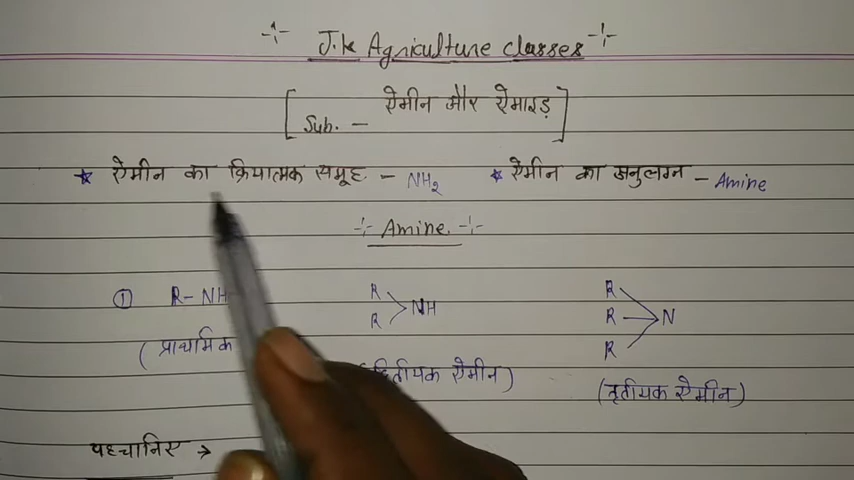 J.k Agriculture classes
Sub. - ऐमीन और ऐमाइड़
★ ऐमीन का क्रियात्मक समूह - NH₂ ★ ऐमीन का अनुलग्न - Amine
Amine.
① R-NH R R >NH R R R >N
(प्राथमिक द्वितीयक ऐमीन) (तृतीयक ऐमीन)
पहचानिए →